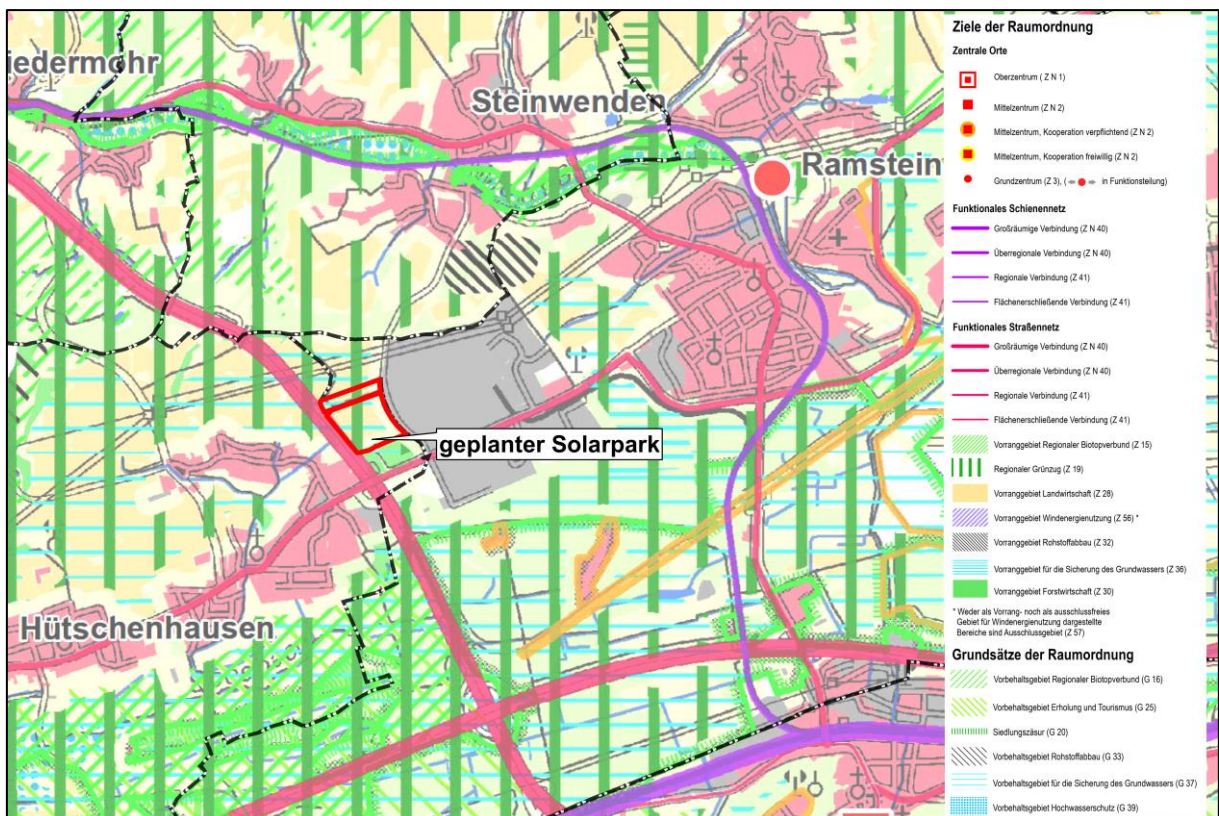 iedermohr
Steinwenden
Ramstein
geplanter Solarpark
Hütschenhausen
Ziele der Raumordnung
Zentrale Orte
Oberzentrum ( Z N 1)
Mittelzentrum (Z N 2)
Mittelzentrum, Kooperation verpflichtend (Z N 2)
Mittelzentrum, Kooperation freiwillig (Z N 2)
Grundzentrum (Z 3), ( in Funktionsteilung)
Funktionales Schienennetz
Großräumige Verbindung (Z N 40)
Überregionale Verbindung (Z N 40)
Regionale Verbindung (Z 41)
Flächenerschließende Verbindung (Z 41)
Funktionales Straßennetz
Großräumige Verbindung (Z N 40)
Überregionale Verbindung (Z N 40)
Regionale Verbindung (Z 41)
Flächenerschließende Verbindung (Z 41)
Vorranggebiet Regionaler Biotopverbund (Z 15)
Regionaler Grünzug (Z 19)
Vorranggebiet Landwirtschaft (Z 28)
Vorranggebiet Windenergienutzung (Z 56) *
Vorranggebiet Rohstoffabbau (Z 32)
Vorranggebiet für die Sicherung des Grundwassers (Z 36)
Vorranggebiet Forstwirtschaft (Z 30)
* Weder als Vorrang- noch als ausschlussfreies
Gebiet für Windenergienutzung dargestellte
Bereiche sind Ausschlussgebiet (Z 57)
Grundsätze der Raumordnung
Vorbehaltsgebiet Regionaler Biotopverbund (G 16)
Vorbehaltsgebiet Erholung und Tourismus (G 25)
Siedlungszäsur (G 20)
Vorbehaltsgebiet Rohstoffabbau (G 33)
Vorbehaltsgebiet für die Sicherung des Grundwassers (G 37)
Vorbehaltsgebiet Hochwasserschutz (G 39)